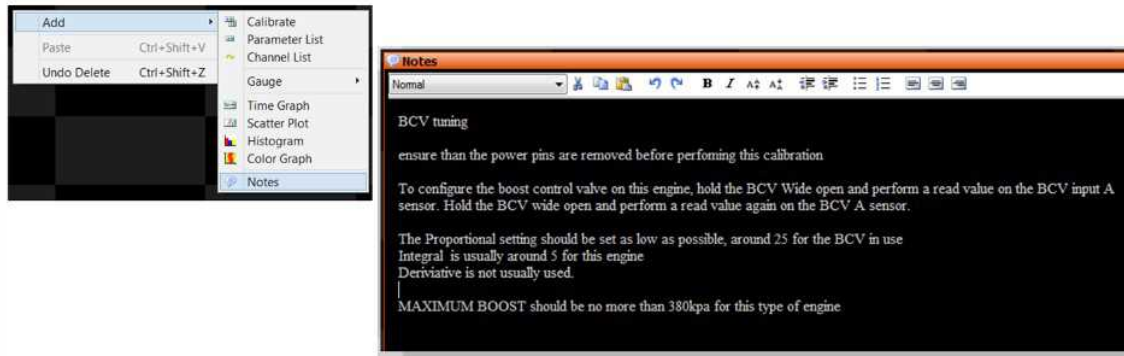 Add
Paste Ctrl+Shift+V
Undo Delete Ctrl+Shift+Z
Calibrate
Parameter List
Channel List
Gauge
Time Graph
Scatter Plot
Histogram
Color Graph
Notes
Notes
Normal
B I A A
BCV tuning
ensure than the power pins are removed before perfoming this calibration
To configure the boost control valve on this engine, hold the BCV Wide open and perform a read value on the BCV input A
sensor. Hold the BCV wide open and perform a read value again on the BCV A sensor.
The Proportional setting should be set as low as possible, around 25 for the BCV in use
Integral is usually around 5 for this engine
Deriviative is not usually used.
MAXIMUM BOOST should be no more than 380kpa for this type of engine